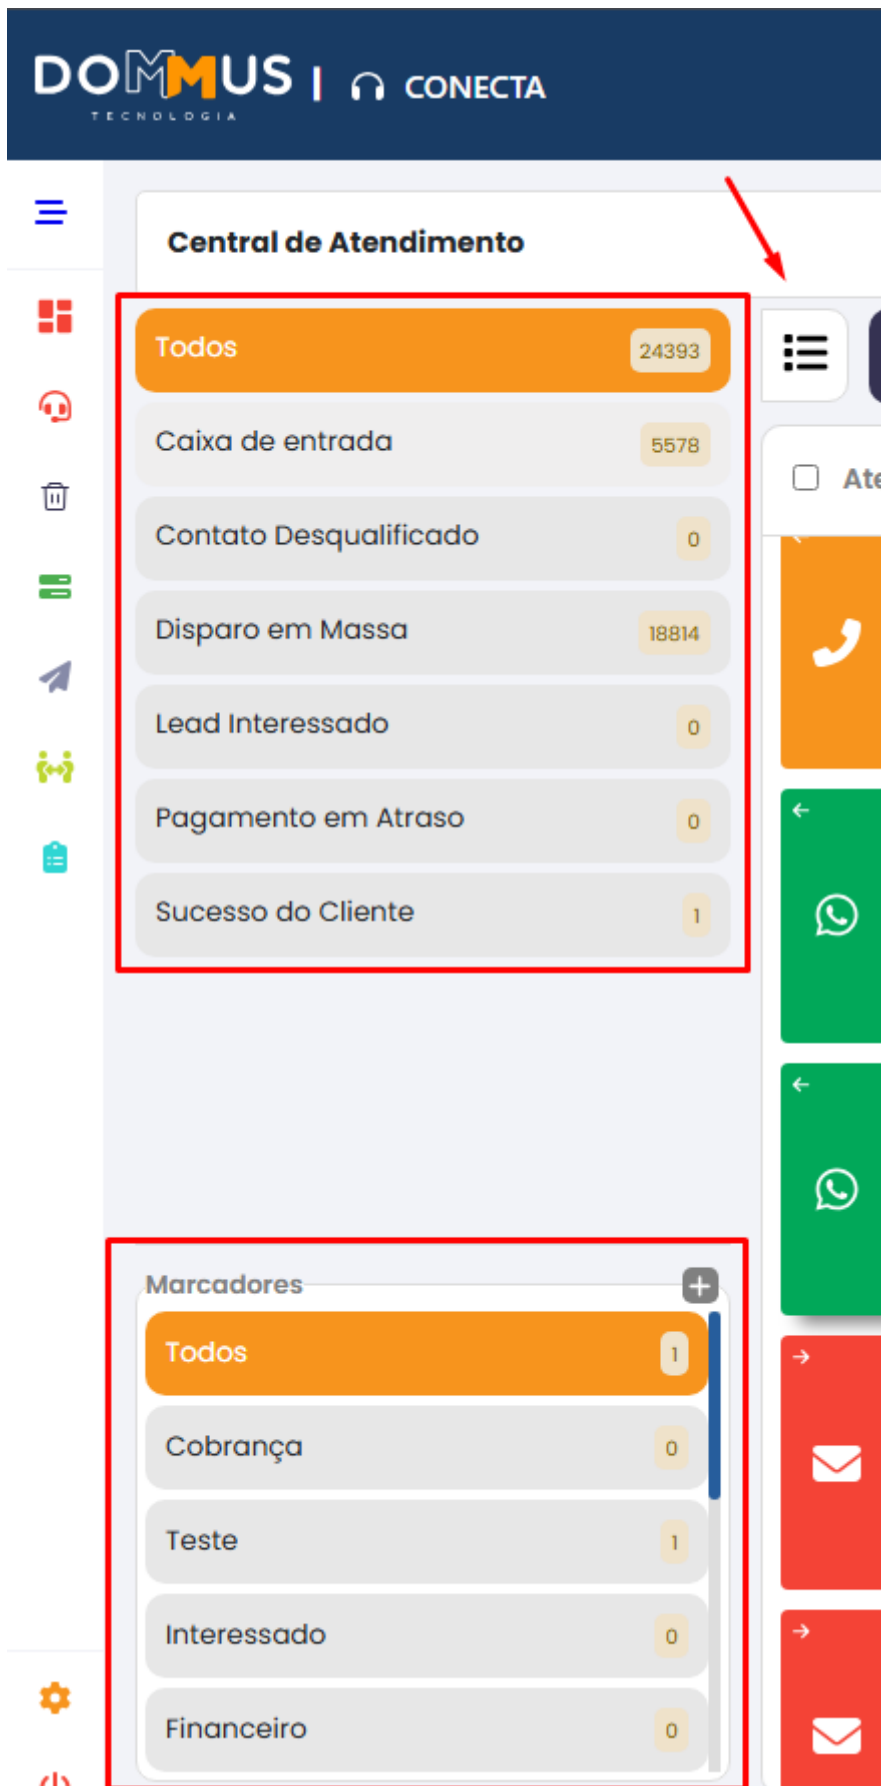 DOMMUS | CONECTA
TECNOLOGIA
Central de Atendimento
Todos 24393
Caixa de entrada 5578
Contato Desqualificado 0
Disparo em Massa 18814
Lead Interessado 0
Pagamento em Atraso 0
Sucesso do Cliente 1
Ate
Marcadores
Todos 1
Cobrança 0
Teste 1
Interessado 0
Financeiro 0